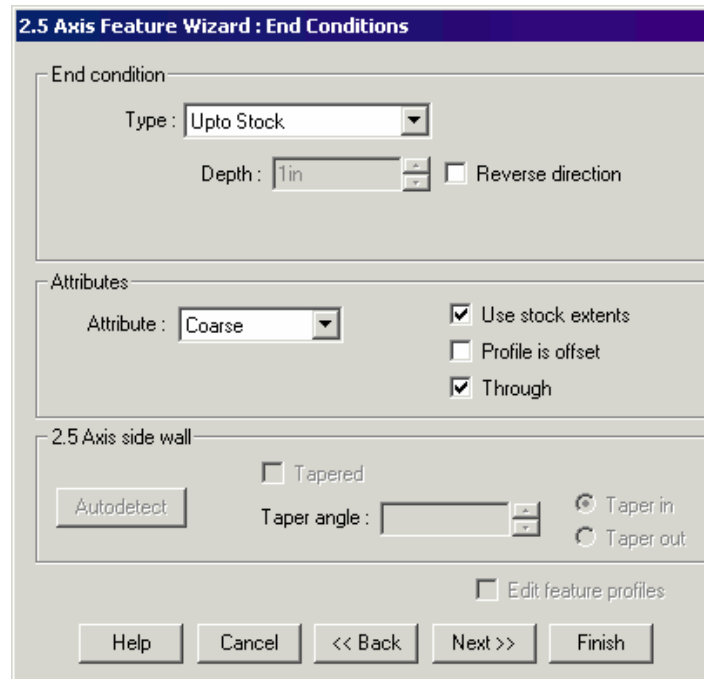 2.5 Axis Feature Wizard : End Conditions
End condition
Type : Upto Stock
Depth : 1in Reverse direction
Attributes
Attribute : Coarse Use stock extents
Profile is offset
Through
2.5 Axis side wall
Tapered
Autodetect Taper angle : Taper in
Taper out
Edit feature profiles
Help Cancel << Back Next >> Finish